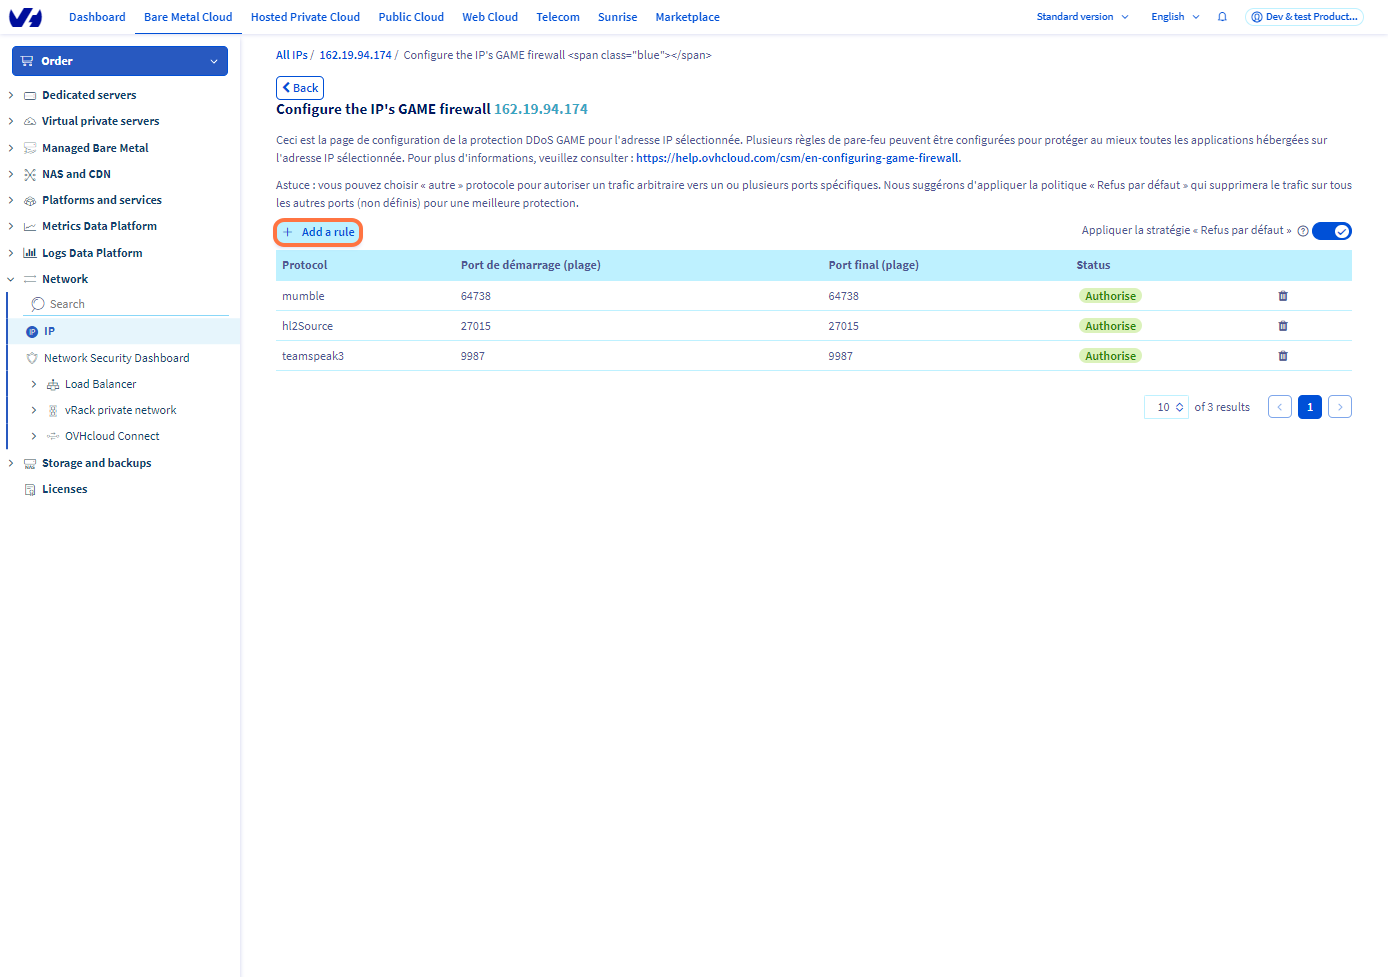 Dashboard Bare Metal Cloud Hosted Private Cloud Public Cloud Web Cloud Telecom Sunrise Marketplace Standard version English Dev & test Product...
Order
Dedicated servers
Virtual private servers
Managed Bare Metal
NAS and CDN
Platforms and services
Metrics Data Platform
Logs Data Platform
Network
Search
IP
Network Security Dashboard
Load Balancer
vRack private network
OVHcloud Connect
Storage and backups
Licenses
All IPs / 162.19.94.174 / Configure the IP's GAME firewall <span class="blue"></span>
Back
Configure the IP's GAME firewall 162.19.94.174
Ceci est la page de configuration de la protection DDoS GAME pour l'adresse IP sélectionnée. Plusieurs règles de pare-feu peuvent être configurées pour protéger au mieux toutes les applications hébergées sur
l'adresse IP sélectionnée. Pour plus d'informations, veuillez consulter : https://help.ovhcloud.com/csm/en-configuring-game-firewall.
Astuce : vous pouvez choisir « autre » protocole pour autoriser un trafic arbitraire vers un ou plusieurs ports spécifiques. Nous suggérons d'appliquer la politique « Refus par défaut » qui supprimera le trafic sur tous
les autres ports (non définis) pour une meilleure protection.
+ Add a rule
Appliquer la stratégie « Refus par défaut » ?
Protocol Port de démarrage (plage) Port final (plage) Status
mumble 64738 64738 Authorise
hl2Source 27015 27015 Authorise
teamspeak3 9987 9987 Authorise
10 of 3 results 1